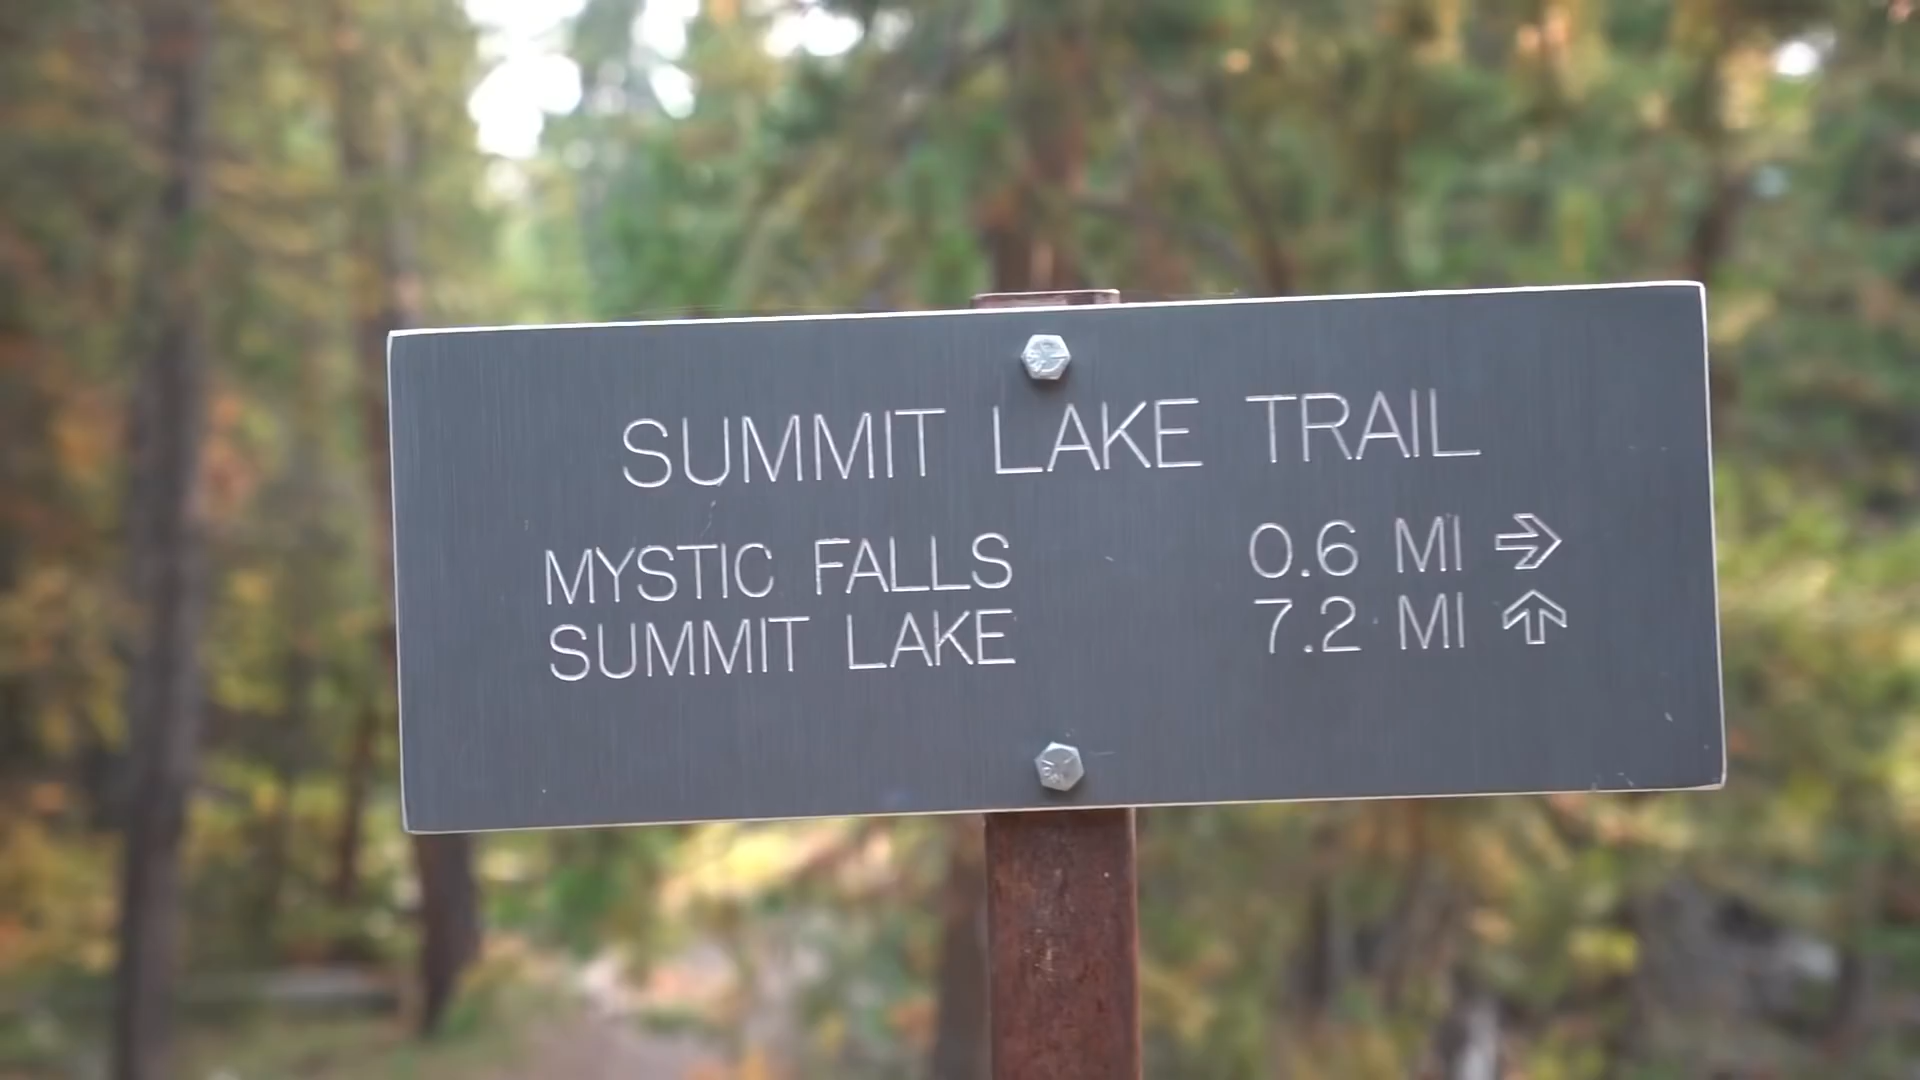 SUMMIT LAKE TRAIL
MYSTIC FALLS 0.6 MI →
SUMMIT LAKE 7.2 MI ↑